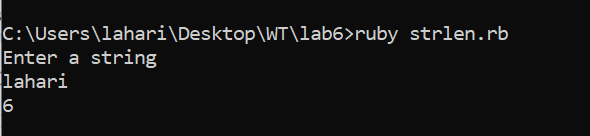 C:\Users\lahari\Desktop\WT\lab6>ruby strlen.rb
Enter a string
lahari
6